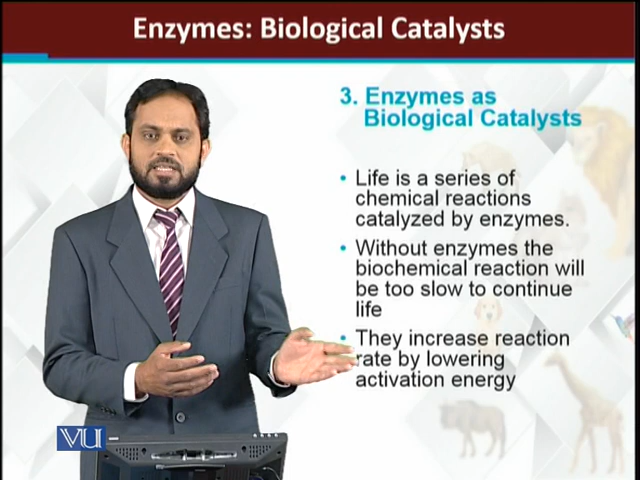 Enzymes: Biological Catalysts
3. Enzymes as
Biological Catalysts
• Life is a series of
chemical reactions
catalyzed by enzymes.
• Without enzymes the
biochemical reaction will
be too slow to continue
life
• They increase reaction
rate by lowering
activation energy
VU